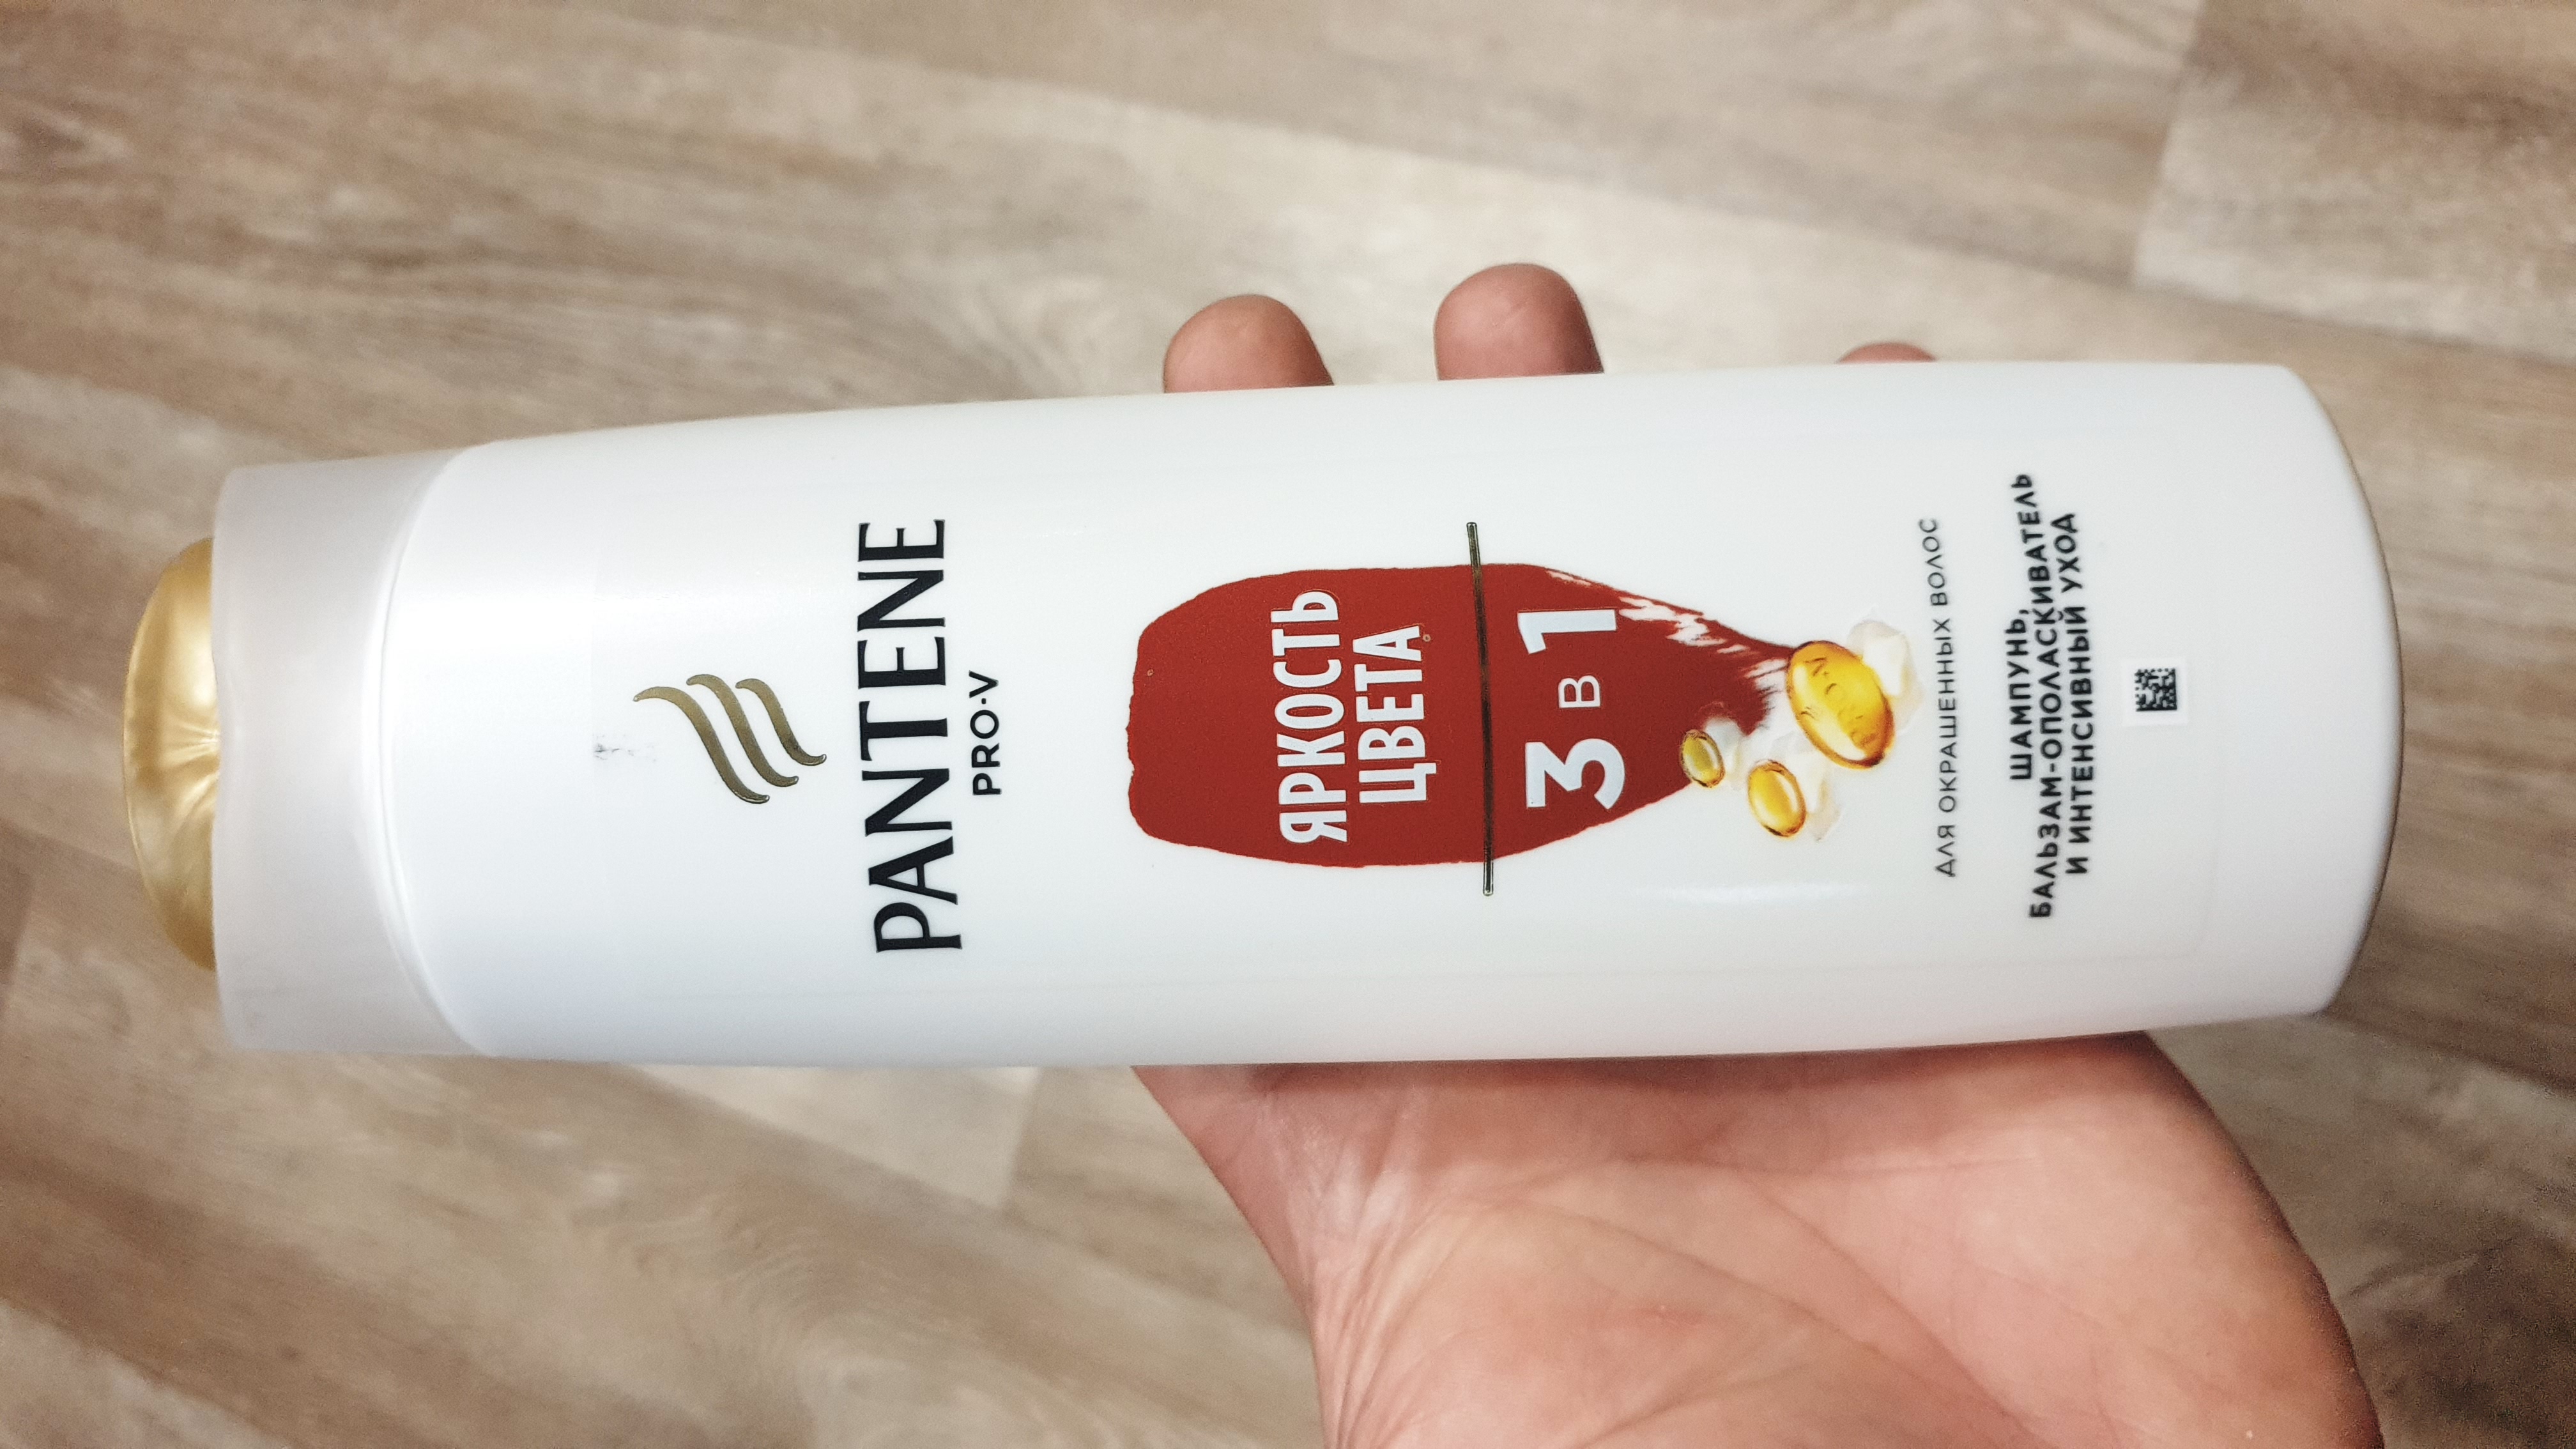 PANTENE
PRO-V
ЯРКОСТЬ
ЦВЕТА
3 В 1
ДЛЯ ОКРАШЕННЫХ ВОЛОС
ШАМПУНЬ,
БАЛЬЗАМ-ОПОЛАСКИВАТЕЛЬ
И ИНТЕНСИВНЫЙ УХОД